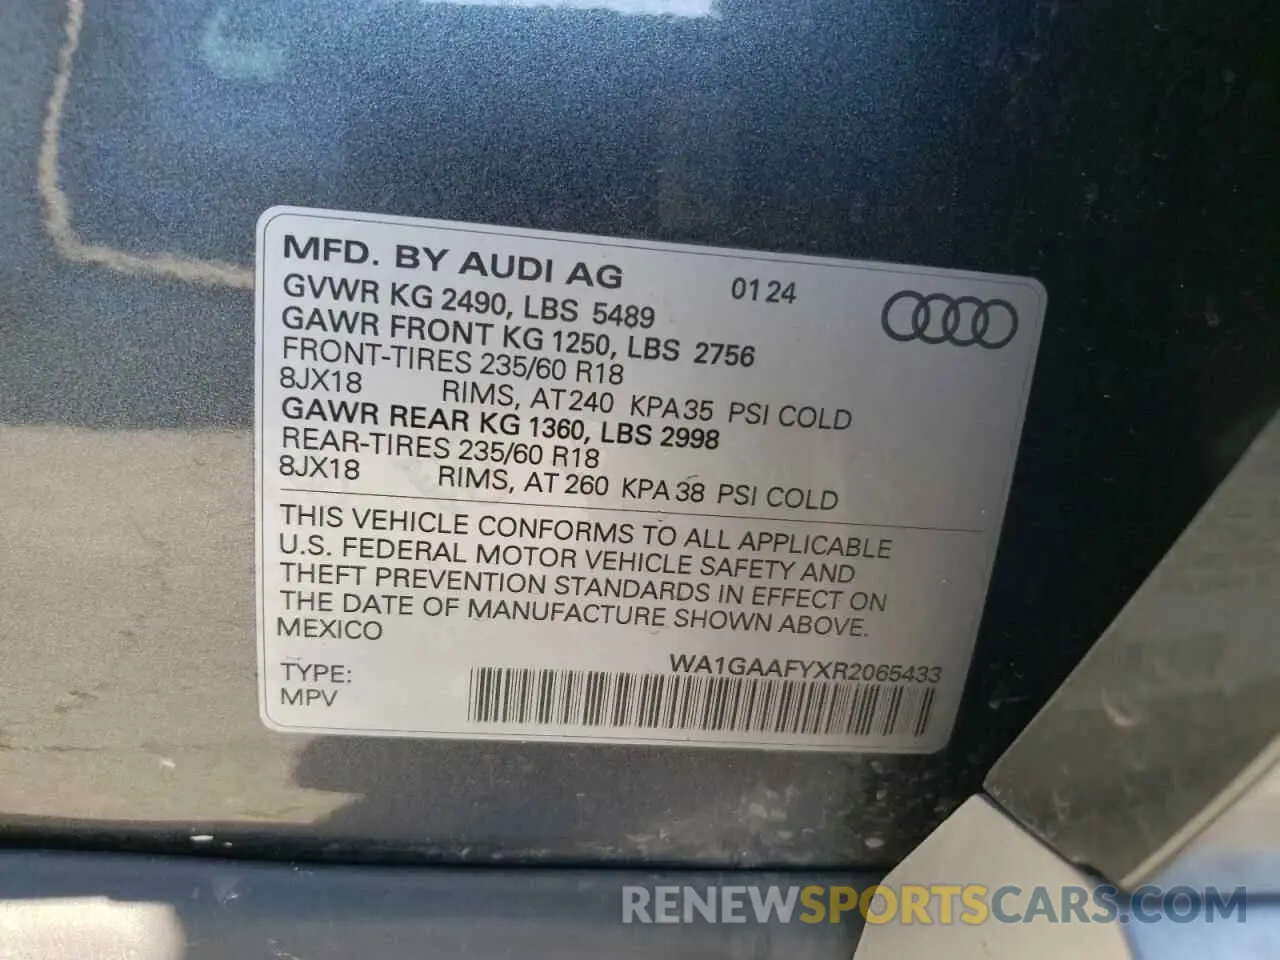 MFD. BY AUDI AG 0124
GVWR KG 2490, LBS 5489
GAWR FRONT KG 1250, LBS 2756
FRONT-TIRES 235/60 R18
8JX18 RIMS, AT 240 KPA 35 PSI COLD
GAWR REAR KG 1360, LBS 2998
REAR-TIRES 235/60 R18
8JX18 RIMS, AT 260 KPA 38 PSI COLD
THIS VEHICLE CONFORMS TO ALL APPLICABLE
U.S. FEDERAL MOTOR VEHICLE SAFETY AND
THEFT PREVENTION STANDARDS IN EFFECT ON
THE DATE OF MANUFACTURE SHOWN ABOVE.
MEXICO
WA1GAAFYXR2065433
TYPE:
MPV
RENEWSPORTSCARS.COM